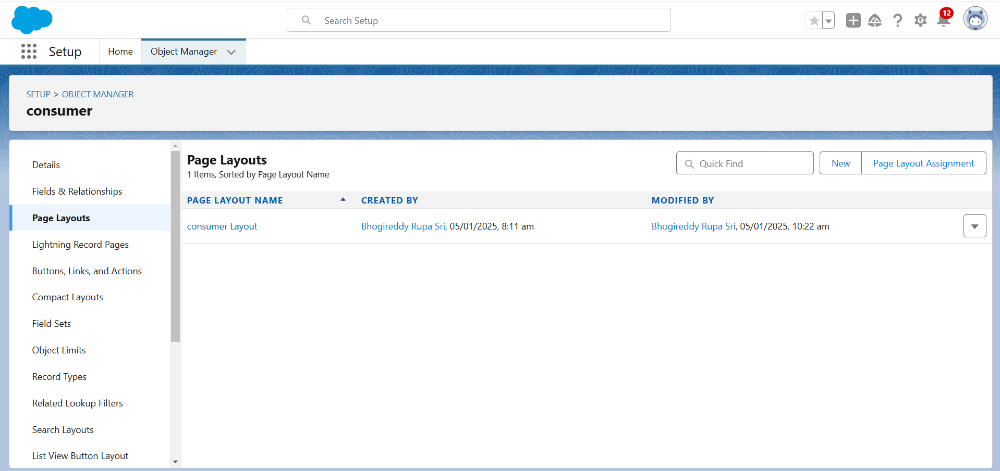 Search Setup
12
Setup
Home
Object Manager
SETUP > OBJECT MANAGER
consumer
Details
Fields & Relationships
Page Layouts
Lightning Record Pages
Buttons, Links, and Actions
Compact Layouts
Field Sets
Object Limits
Record Types
Related Lookup Filters
Search Layouts
List View Button Layout
Page Layouts
1 Items, Sorted by Page Layout Name
Quick Find
New
Page Layout Assignment
PAGE LAYOUT NAME CREATED BY MODIFIED BY
consumer Layout Bhogireddy Rupa Sri, 05/01/2025, 8:11 am Bhogireddy Rupa Sri, 05/01/2025, 10:22 am